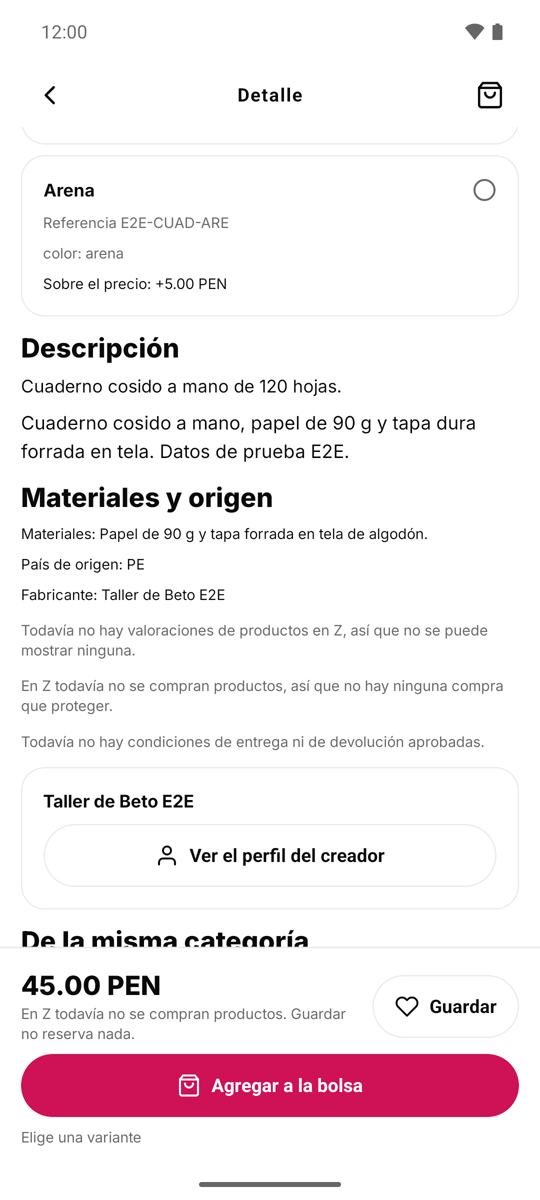 12:00
Detalle
Arena
Referencia E2E-CUAD-ARE
color: arena
Sobre el precio: +5.00 PEN
Descripción
Cuaderno cosido a mano de 120 hojas.
Cuaderno cosido a mano, papel de 90 g y tapa dura
forrada en tela. Datos de prueba E2E.
Materiales y origen
Materiales: Papel de 90 g y tapa forrada en tela de algodón.
País de origen: PE
Fabricante: Taller de Beto E2E
Todavía no hay valoraciones de productos en Z, así que no se puede
mostrar ninguna.
En Z todavía no se compran productos, así que no hay ninguna compra
que proteger.
Todavía no hay condiciones de entrega ni de devolución aprobadas.
Taller de Beto E2E
Ver el perfil del creador
De la misma categoría
45.00 PEN
En Z todavía no se compran productos. Guardar
no reserva nada.
Guardar
Agregar a la bolsa
Elige una variante